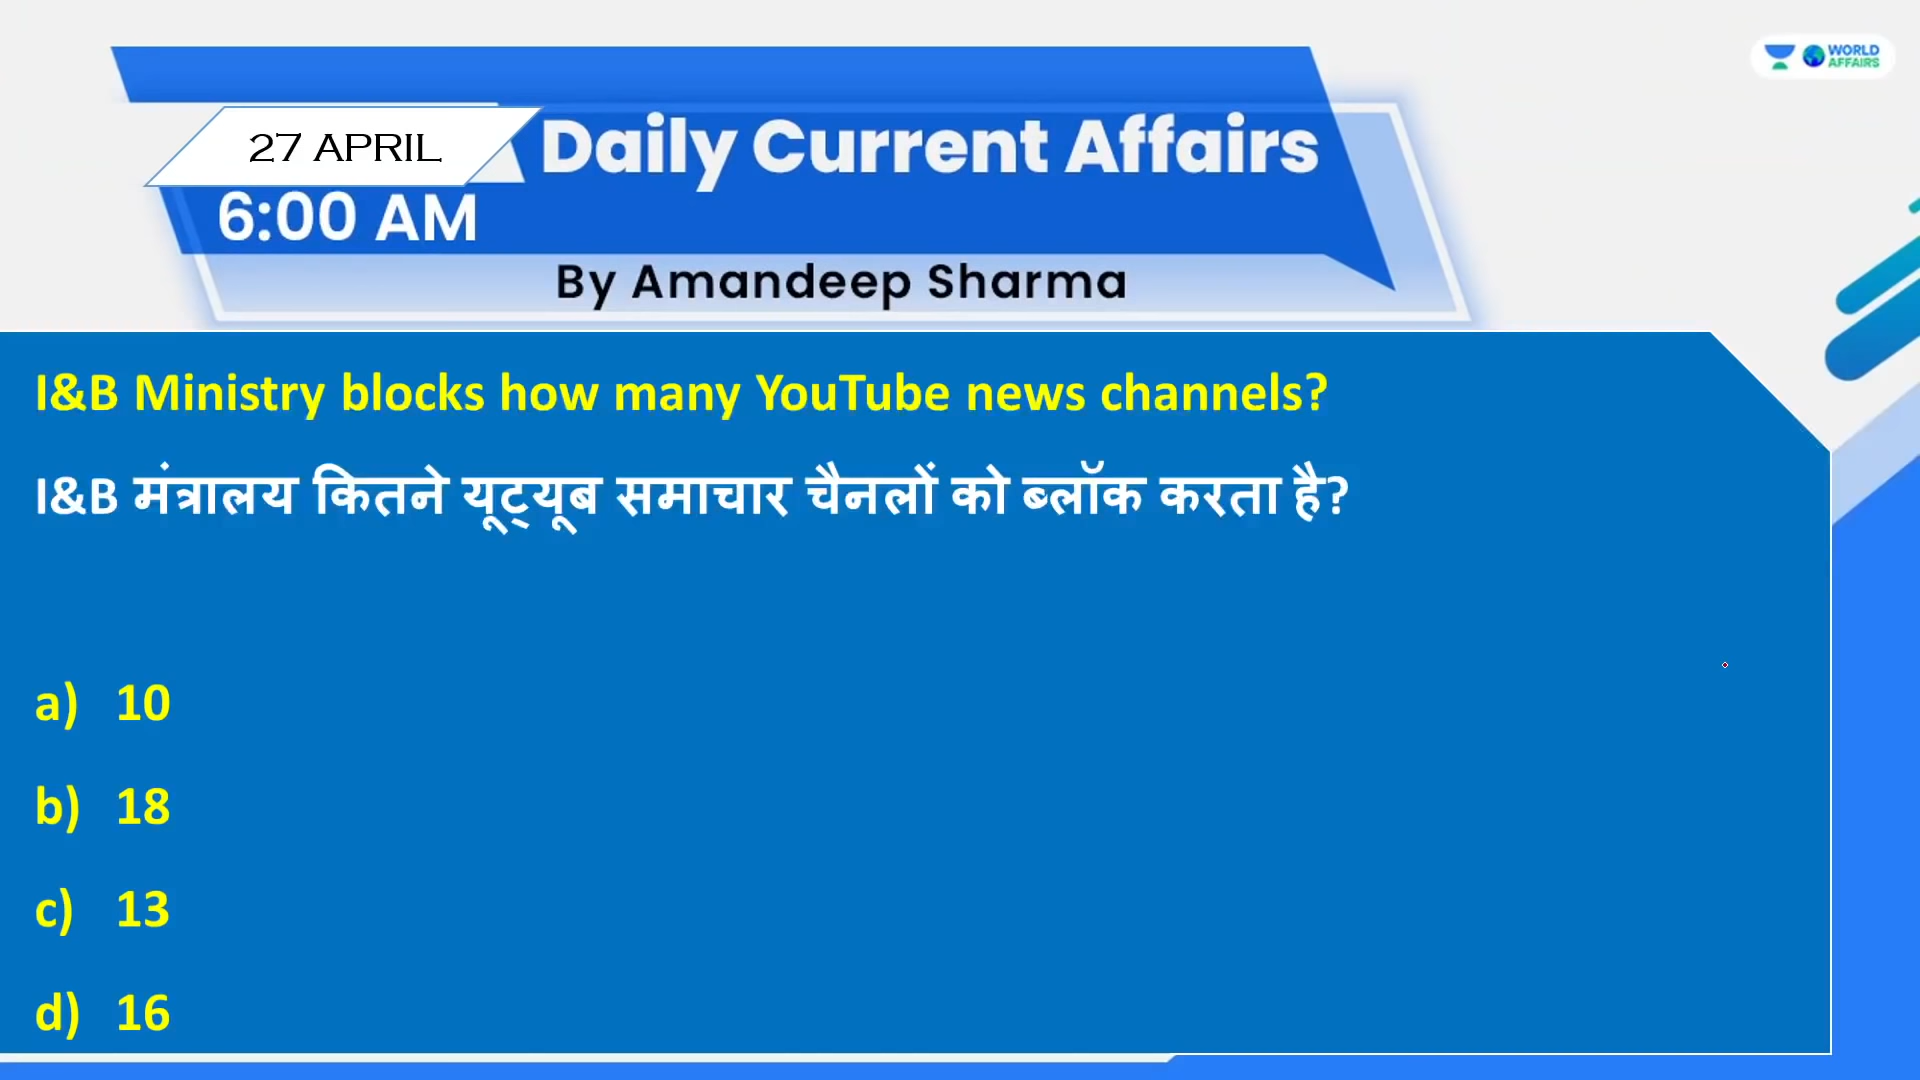 WORLD
AFFAIRS
27 APRIL
Daily Current Affairs
6:00 AM
By Amandeep Sharma
I&B Ministry blocks how many YouTube news channels?
I&B मंत्रालय कितने यूट्यूब समाचार चैनलों को ब्लॉक करता है?
a) 10
b) 18
c) 13
d) 16